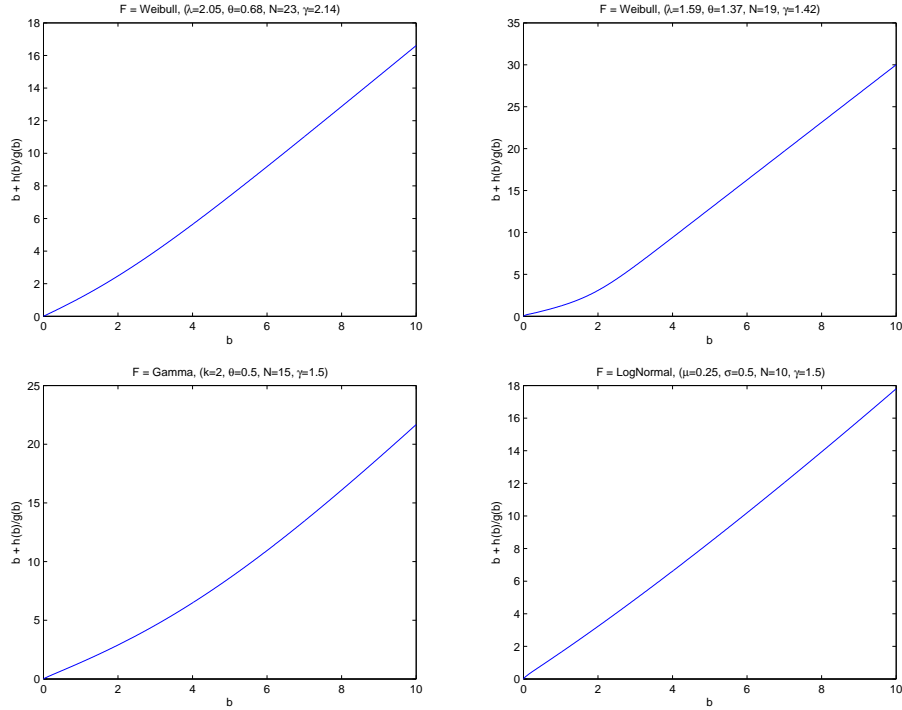 F = Weibull, (λ=2.05, θ=0.68, N=23, γ=2.14)
18
16
14
12
10
8
6
4
2
0
b + h(b)/g(b)
0 2 4 6 8 10
b
F = Weibull, (λ=1.59, θ=1.37, N=19, γ=1.42)
35
30
25
20
15
10
5
0
b + h(b)/g(b)
0 2 4 6 8 10
b
F = Gamma, (k=2, θ=0.5, N=15, γ=1.5)
25
20
15
10
5
0
b + h(b)/g(b)
0 2 4 6 8 10
b
F = LogNormal, (μ=0.25, σ=0.5, N=10, γ=1.5)
18
16
14
12
10
8
6
4
2
0
b + h(b)/g(b)
0 2 4 6 8 10
b